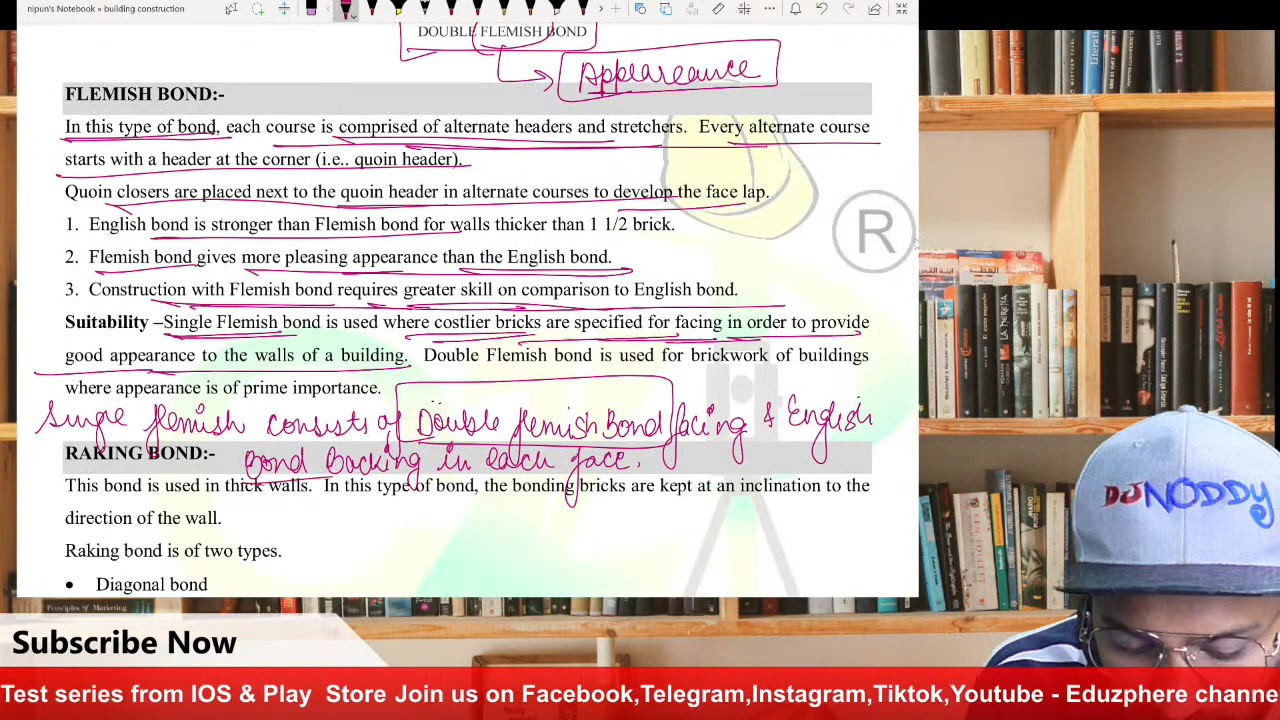 nipun's Notebook » building construction
DOUBLE FLEMISH BOND
Appeareance
FLEMISH BOND:-
In this type of bond, each course is comprised of alternate headers and stretchers. Every alternate course
starts with a header at the corner (i.e.. quoin header).
Quoin closers are placed next to the quoin header in alternate courses to develop the face lap.
1. English bond is stronger than Flemish bond for walls thicker than 1 1/2 brick.
2. Flemish bond gives more pleasing appearance than the English bond.
3. Construction with Flemish bond requires greater skill on comparison to English bond.
Suitability –Single Flemish bond is used where costlier bricks are specified for facing in order to provide
good appearance to the walls of a building. Double Flemish bond is used for brickwork of buildings
where appearance is of prime importance.
Single flemish consists of Double flemish Bond facing & English
Bond Backing in each face.
RAKING BOND:-
This bond is used in thick walls. In this type of bond, the bonding bricks are kept at an inclination to the
direction of the wall.
Raking bond is of two types.
• Diagonal bond
R
DJNODDY
LA MORENA
KEN FOLLETT
Principles of Marketing
Subscribe Now
Test series from IOS & Play Store Join us on Facebook,Telegram,Instagram,Tiktok,Youtube - Eduzphere channe